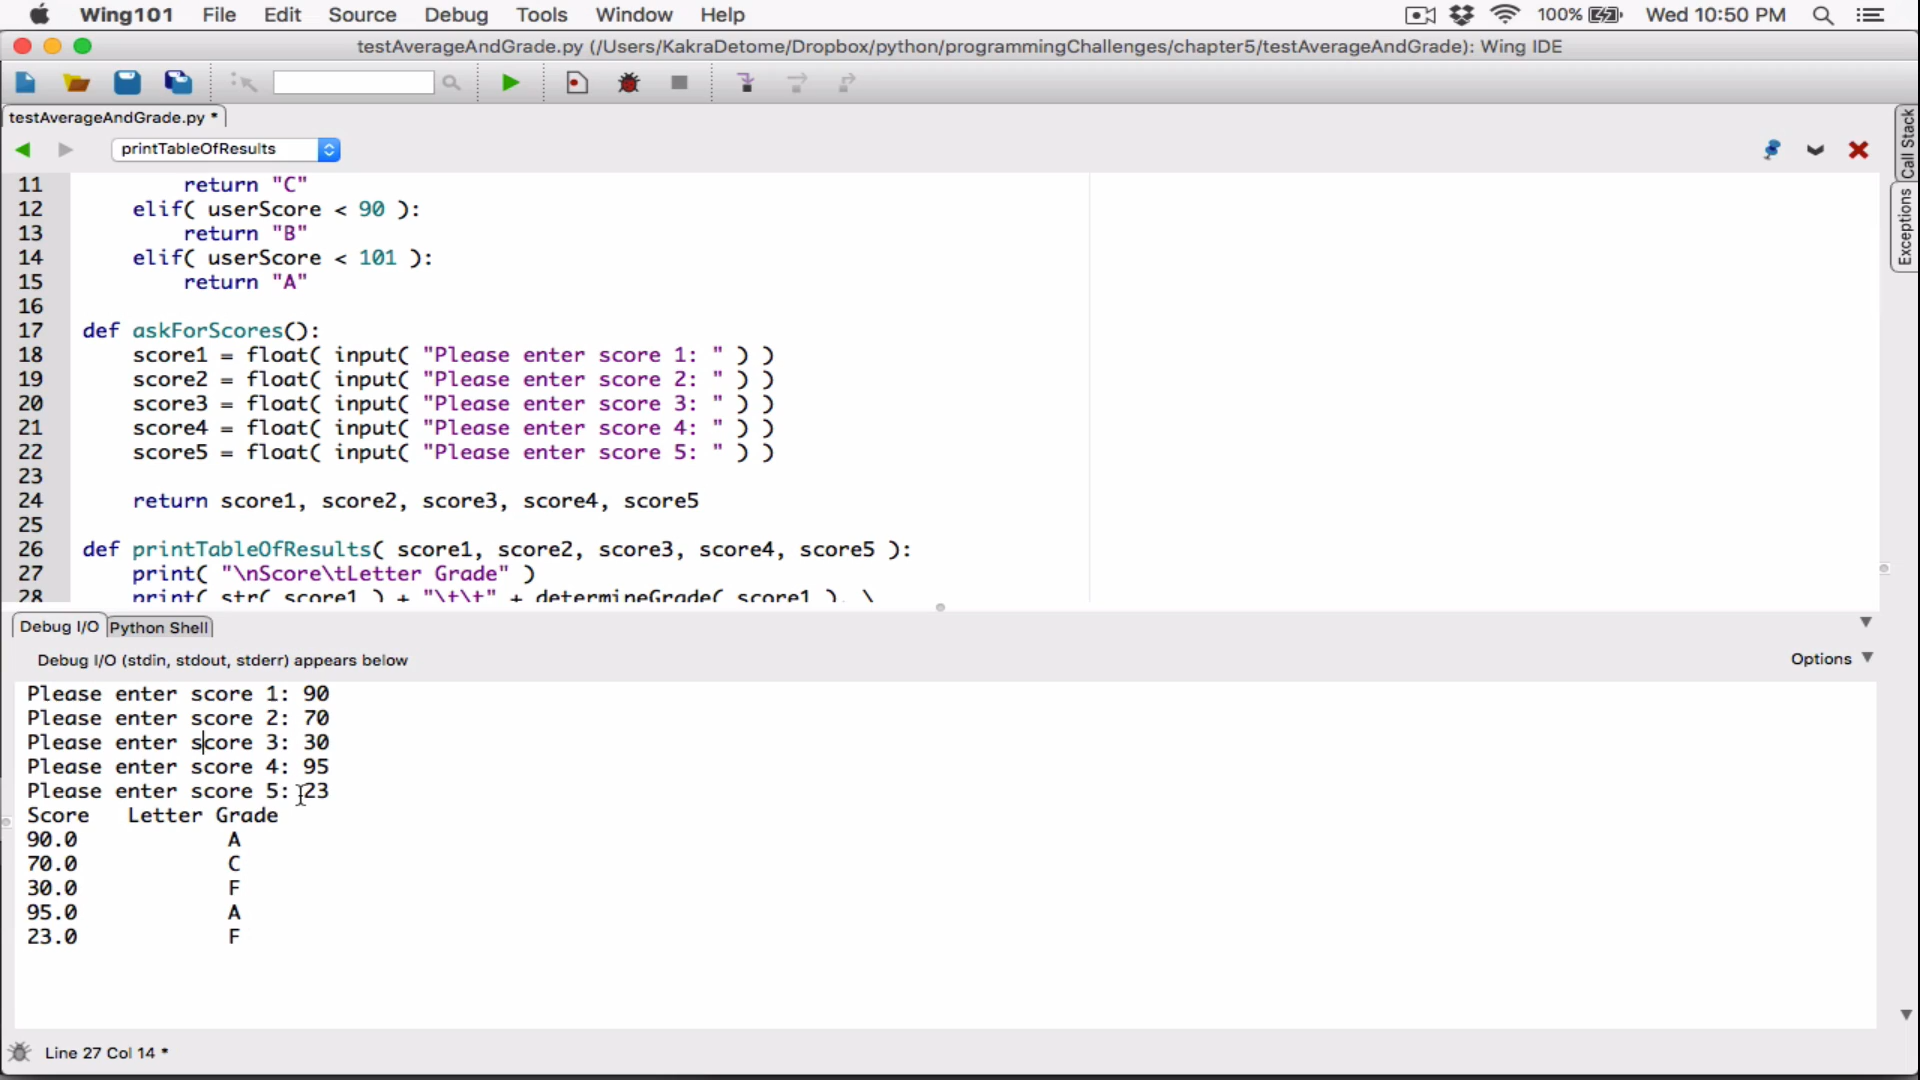 Wing101 File Edit Source Debug Tools Window Help 100% Wed 10:50 PM
testAverageAndGrade.py (/Users/KakraDetome/Dropbox/python/programmingChallenges/chapter5/testAverageAndGrade): Wing IDE
testAverageAndGrade.py *
printTableOfResults
Call Stack
Exceptions
11 return "C"
12 elif( userScore < 90 ):
13 return "B"
14 elif( userScore < 101 ):
15 return "A"
16
17 def askForScores():
18 score1 = float( input( "Please enter score 1: " ) )
19 score2 = float( input( "Please enter score 2: " ) )
20 score3 = float( input( "Please enter score 3: " ) )
21 score4 = float( input( "Please enter score 4: " ) )
22 score5 = float( input( "Please enter score 5: " ) )
23
24 return score1, score2, score3, score4, score5
25
26 def printTableOfResults( score1, score2, score3, score4, score5 ):
27 print( "\nScore\tLetter Grade" )
28 print( str( score1 ) + "\t\t" + determineGrade( score1 ), \
Debug I/O Python Shell
Debug I/O (stdin, stdout, stderr) appears below Options
Please enter score 1: 90
Please enter score 2: 70
Please enter score 3: 30
Please enter score 4: 95
Please enter score 5: 23
Score Letter Grade
90.0 A
70.0 C
30.0 F
95.0 A
23.0 F
Line 27 Col 14 *